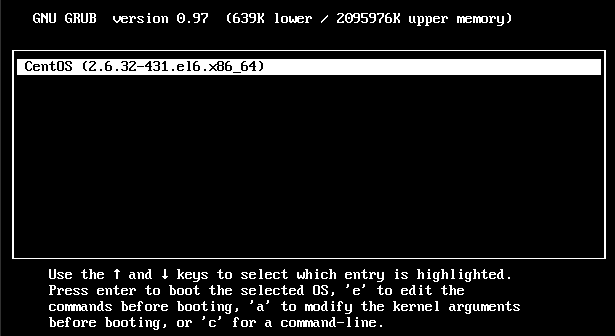 GNU GRUB  version 0.97  (639K lower / 2095976K upper memory)
CentOS (2.6.32-431.el6.x86_64)
Use the ↑ and ↓ keys to select which entry is highlighted.
Press enter to boot the selected OS, 'e' to edit the
commands before booting, 'a' to modify the kernel arguments
before booting, or 'c' for a command-line.